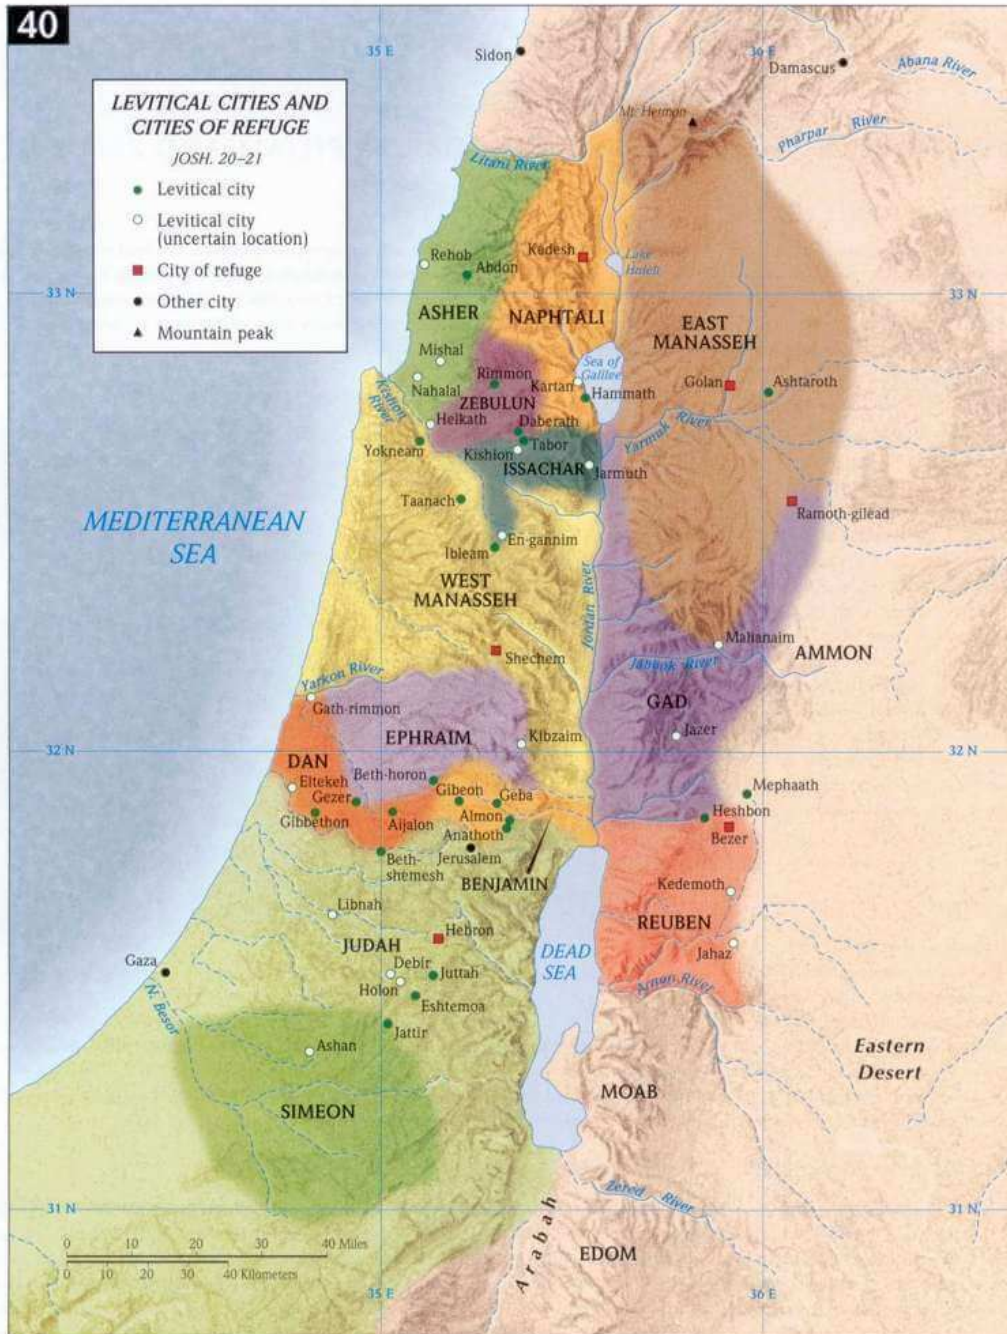 40
35 E
36 E
Sidon
Damascus
Abana River
LEVITICAL CITIES AND
CITIES OF REFUGE
JOSH. 20–21
Levitical city
Levitical city
(uncertain location)
City of refuge
Other city
Mountain peak
Mt. Hermon
Pharpar River
Litani River
Rehob
Abdon
Kedesh
Lake
Huleh
33 N
33 N
ASHER
NAPHTALI
EAST
MANASSEH
Mishal
Nahalal
Rimmon
Kartan
Sea of
Galilee
Hammath
Golan
Ashtaroth
Kishon
River
ZEBULUN
Helkath
Daberath
Yarmuk River
Yokneam
Tabor
Kishion
ISSACHAR
Jarmuth
Taanach
Ramoth-gilead
MEDITERRANEAN
SEA
En-gannim
Ibleam
WEST
MANASSEH
Jordan River
Shechem
Mahanaim
AMMON
Jabbok River
Yarkon River
Gath-rimmon
GAD
EPHRAIM
Kibzaim
Jazer
32 N
DAN
Beth-horon
Eltekeh
Gezer
Gibeon
Geba
Mephaath
Gibbethon
Aijalon
Almon
Heshbon
Anathoth
Bezer
Beth-
shemesh
Jerusalem
BENJAMIN
Kedemoth
Libnah
REUBEN
JUDAH
Hebron
DEAD
SEA
Jahaz
Gaza
Debir
Juttah
Holon
Arnon River
N. Besor
Eshtemoa
Jattir
Ashan
Eastern
Desert
SIMEON
MOAB
31 N
31 N
Zered River
0 10 20 30 40 Miles
0 10 20 30 40 Kilometers
Arabah
EDOM
35 E
36 E
32 N